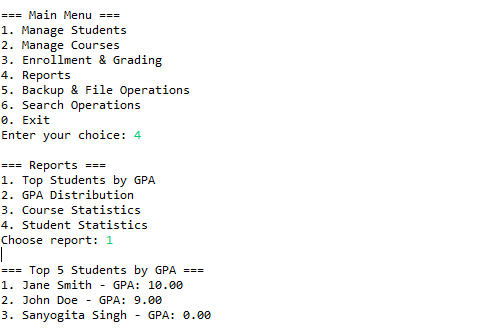 === Main Menu ===
1. Manage Students
2. Manage Courses
3. Enrollment & Grading
4. Reports
5. Backup & File Operations
6. Search Operations
0. Exit
Enter your choice: 4
=== Reports ===
1. Top Students by GPA
2. GPA Distribution
3. Course Statistics
4. Student Statistics
Choose report: 1
=== Top 5 Students by GPA ===
1. Jane Smith - GPA: 10.00
2. John Doe - GPA: 9.00
3. Sanyogita Singh - GPA: 0.00